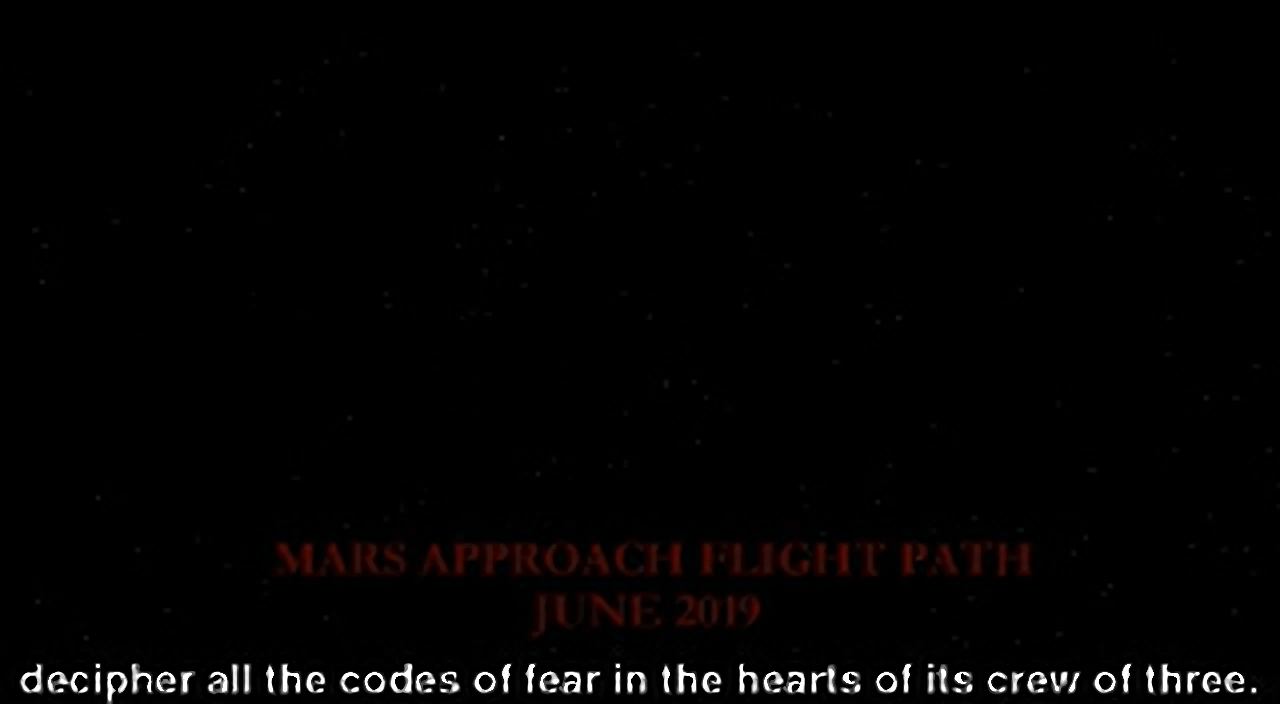 MARS APPROACH FLIGHT PATH
JUNE 2019
decipher all the codes of fear in the hearts of its crew of three.